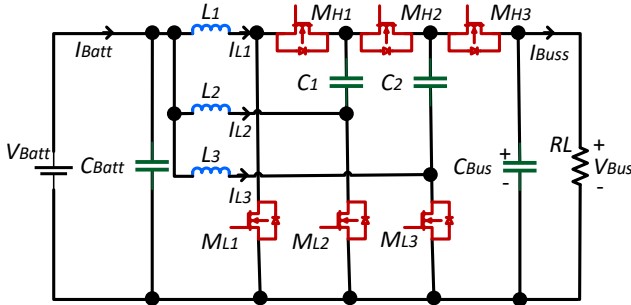 L1
MH1
MH2
MH3
IBatt
IL1
IBuss
L2
C1
C2
IL2
L3
VBatt
CBatt
IL3
CBus
+
-
RL
+
VBus
-
ML1
ML2
ML3